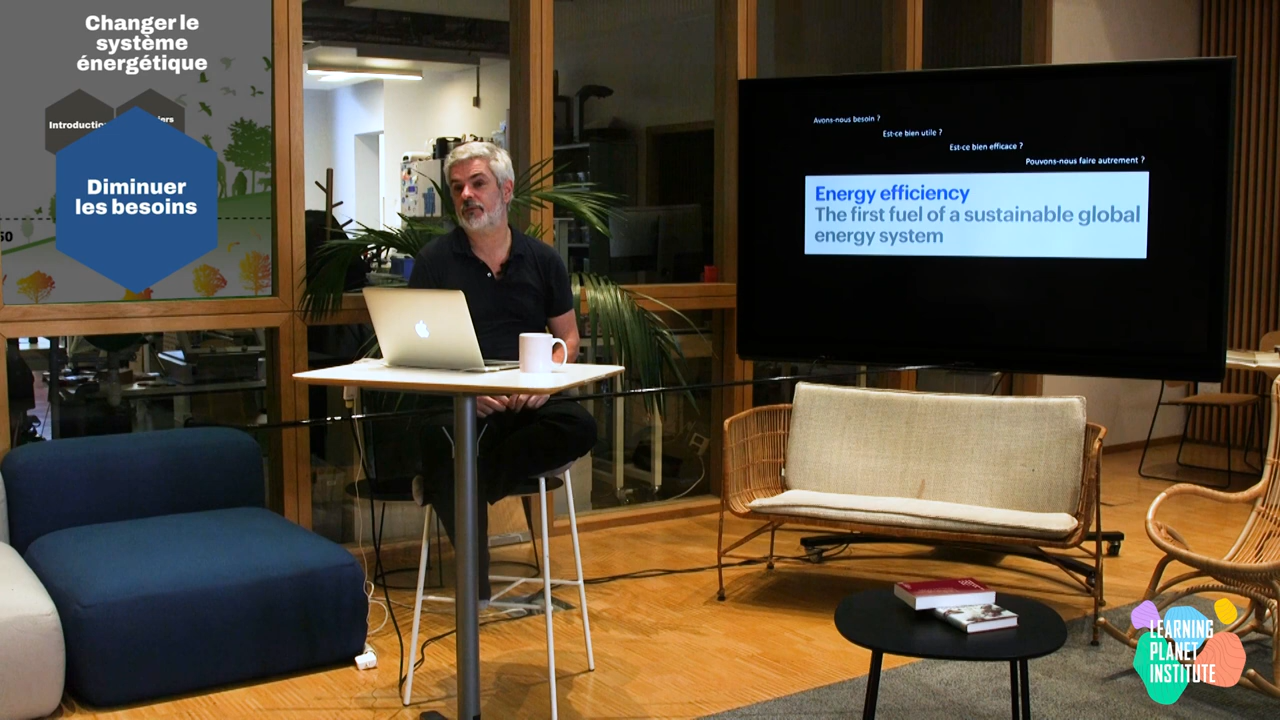 Changer le
système
énergétique
Introduction
Diminuer
les besoins
50
Avons-nous besoin ?
Est-ce bien utile ?
Est-ce bien efficace ?
Pouvons-nous faire autrement ?
Energy efficiency
The first fuel of a sustainable global
energy system
LEARNING
PLANET
INSTITUTE